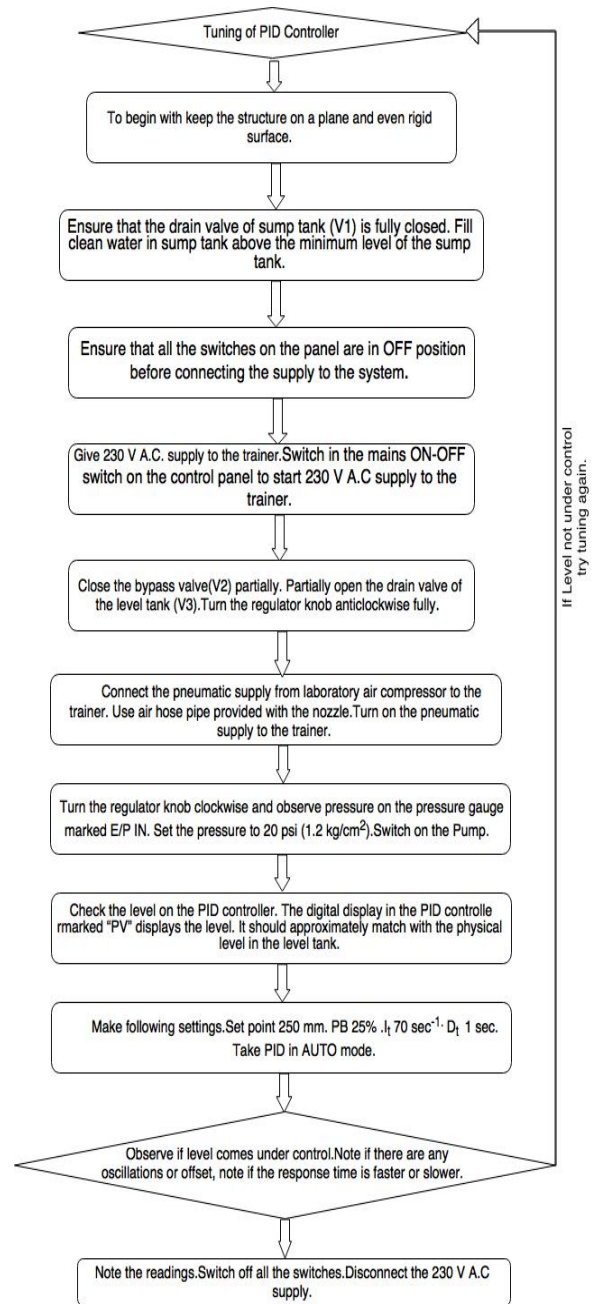 Tuning of PID Controller
To begin with keep the structure on a plane and even rigid
surface.
Ensure that the drain valve of sump tank (V1) is fully closed. Fill
clean water in sump tank above the minimum level of the sump
tank.
Ensure that all the switches on the panel are in OFF position
before connecting the supply to the system.
Give 230 V A.C. supply to the trainer.Switch in the mains ON-OFF
switch on the control panel to start 230 V A.C supply to the
trainer.
Close the bypass valve(V2) partially. Partially open the drain valve of
the level tank (V3).Turn the regulator knob anticlockwise fully.
Connect the pneumatic supply from laboratory air compressor to the
trainer. Use air hose pipe provided with the nozzle.Turn on the pneumatic
supply to the trainer.
Turn the regulator knob clockwise and observe pressure on the pressure gauge
marked E/P IN. Set the pressure to 20 psi (1.2 kg/cm²).Switch on the Pump.
Check the level on the PID controller. The digital display in the PID controlle
rmarked “PV” displays the level. It should approximately match with the physical
level in the level tank.
Make following settings.Set point 250 mm. PB 25% .Iₜ 70 sec⁻¹· Dₜ 1 sec.
Take PID in AUTO mode.
Observe if level comes under control.Note if there are any
oscillations or offset, note if the response time is faster or slower.
Note the readings.Switch off all the switches.Disconnect the 230 V A.C
supply.
If Level not under control
try tuning again.